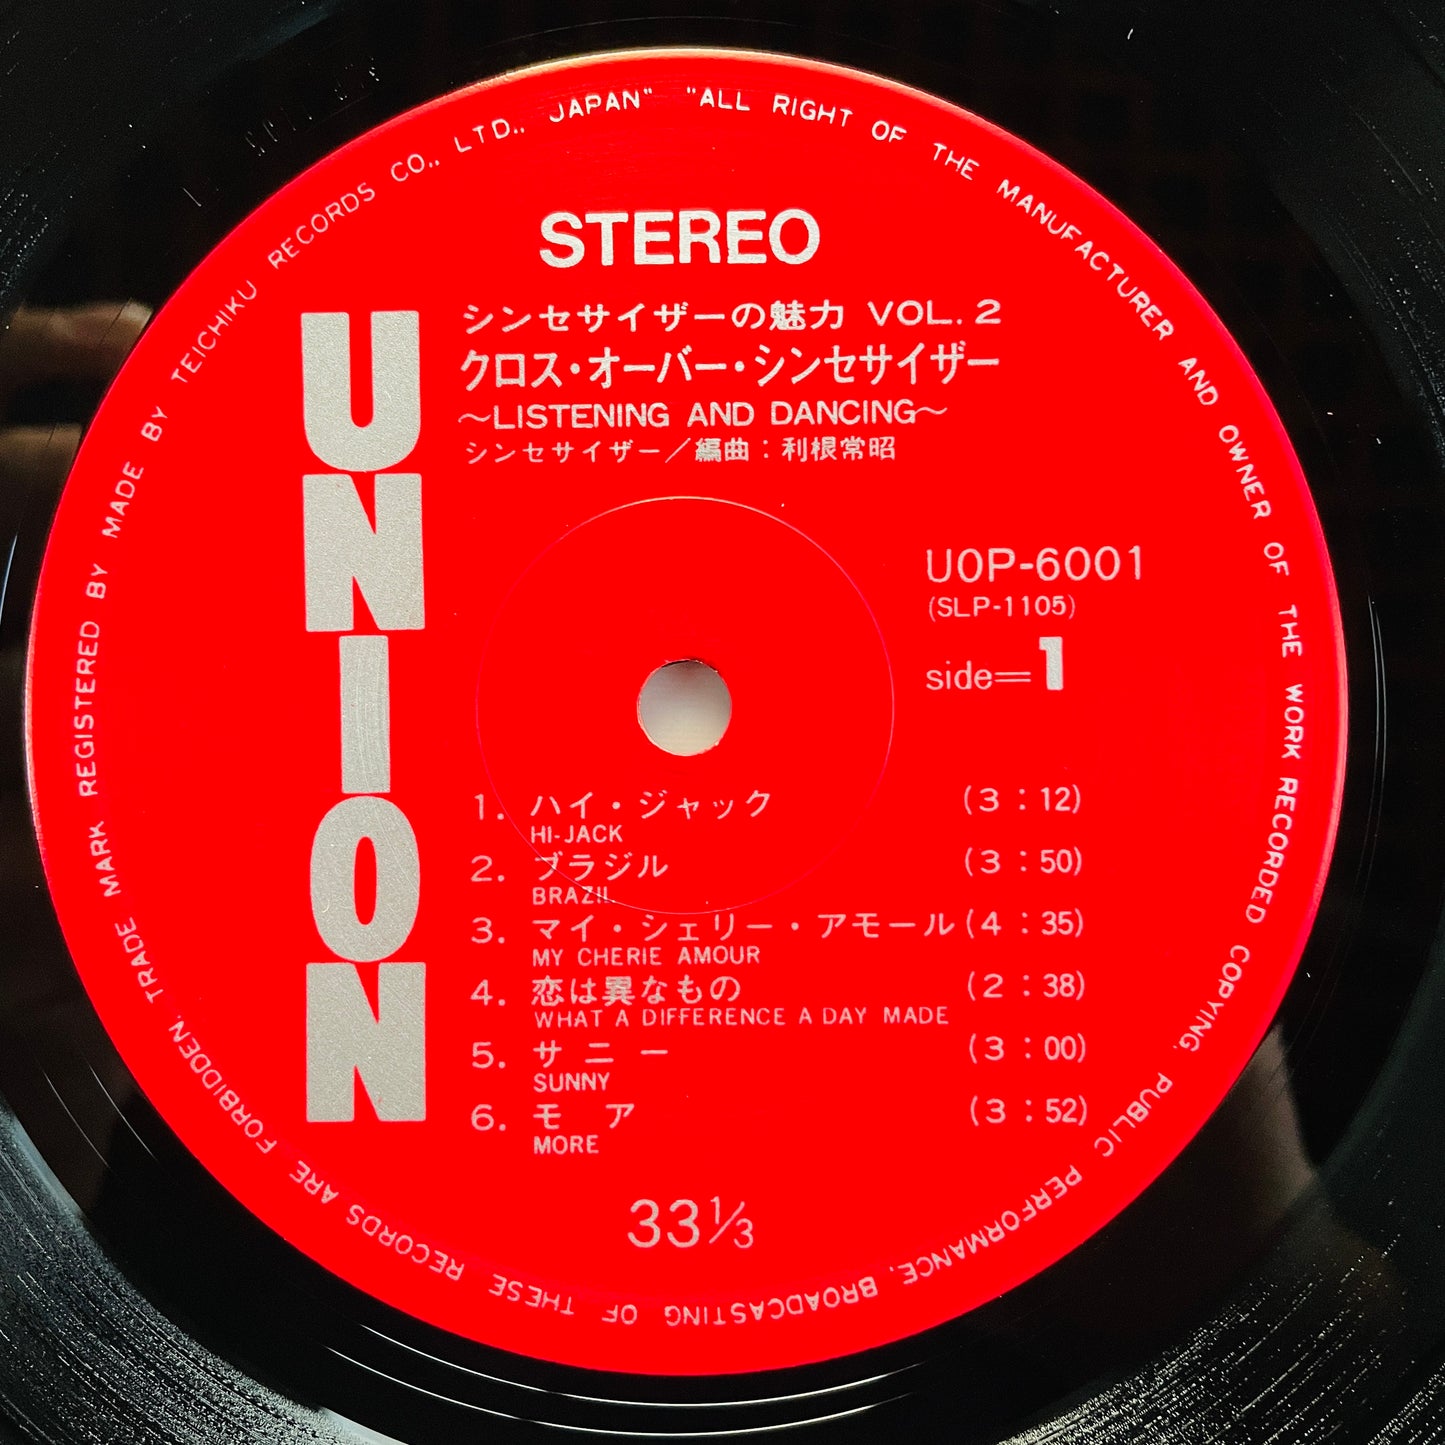 "ALL RIGHT OF THE MANUFACTURER AND OWNER OF THE WORK RECORDED COPYING, PUBLIC PERFORMANCE, BROADCASTING OF THESE RECORDS ARE FORBIDDEN, TRADE MARK REGISTERED BY MADE BY TEICHIKU RECORDS CO., LTD., JAPAN"
STEREO
UNION
シンセサイザーの魅力 VOL. 2
クロス・オーバー・シンセサイザー
〜LISTENING AND DANCING〜
シンセサイザー／編曲：利根常昭
UOP-6001
(SLP-1105)
side=1
1. ハイ・ジャック (3:12)
HI-JACK
2. ブラジル (3:50)
BRAZIL
3. マイ・シェリー・アモール (4:35)
MY CHERIE AMOUR
4. 恋は異なもの (2:38)
WHAT A DIFFERENCE A DAY MADE
5. サニー (3:00)
SUNNY
6. モア (3:52)
MORE
33⅓